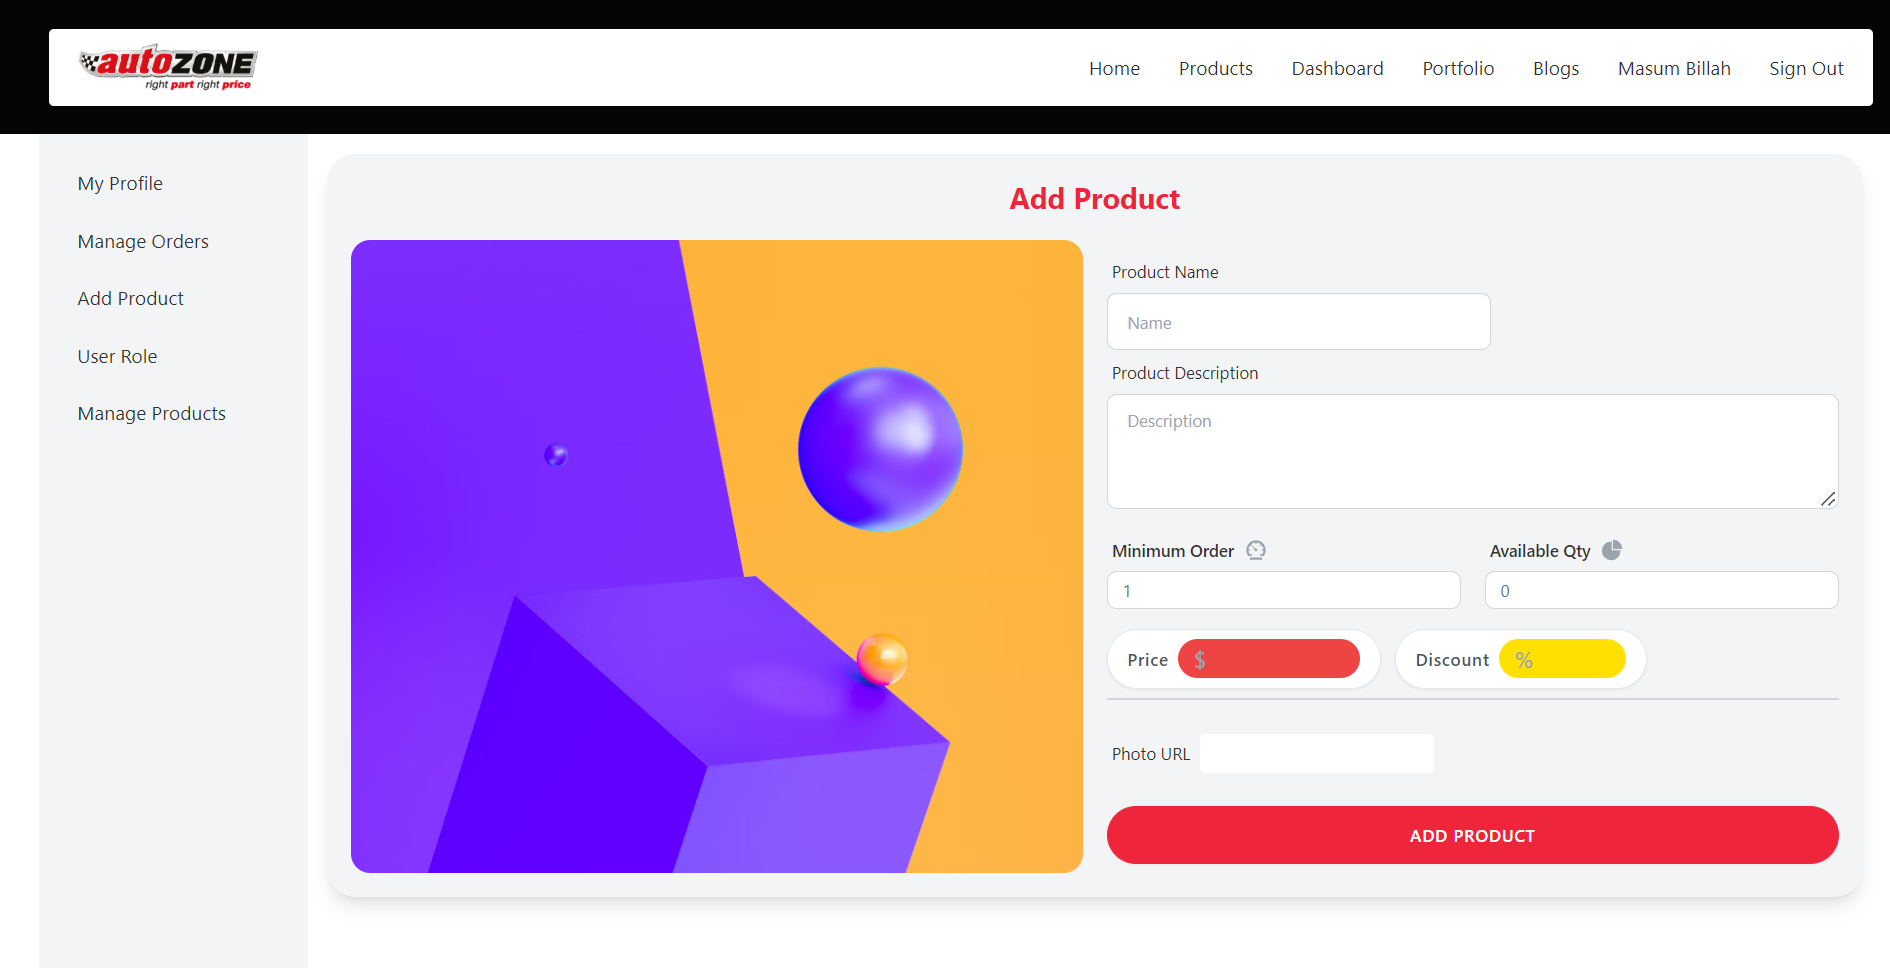 autoZONE
right part right price
Home Products Dashboard Portfolio Blogs Masum Billah Sign Out
My Profile
Manage Orders
Add Product
User Role
Manage Products
Add Product
Product Name
Name
Product Description
Description
Minimum Order Available Qty
1 0
Price $ Discount %
Photo URL
ADD PRODUCT